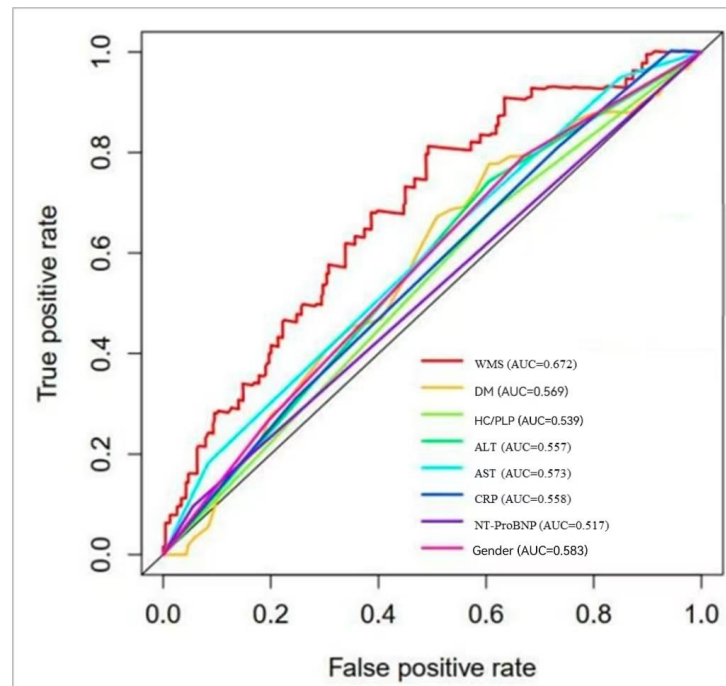 True positive rate
1.0
0.8
0.6
0.4
0.2
0.0
WMS (AUC=0.672)
DM (AUC=0.569)
HC/PLP (AUC=0.539)
ALT (AUC=0.557)
AST (AUC=0.573)
CRP (AUC=0.558)
NT-ProBNP (AUC=0.517)
Gender (AUC=0.583)
0.0 0.2 0.4 0.6 0.8 1.0
False positive rate